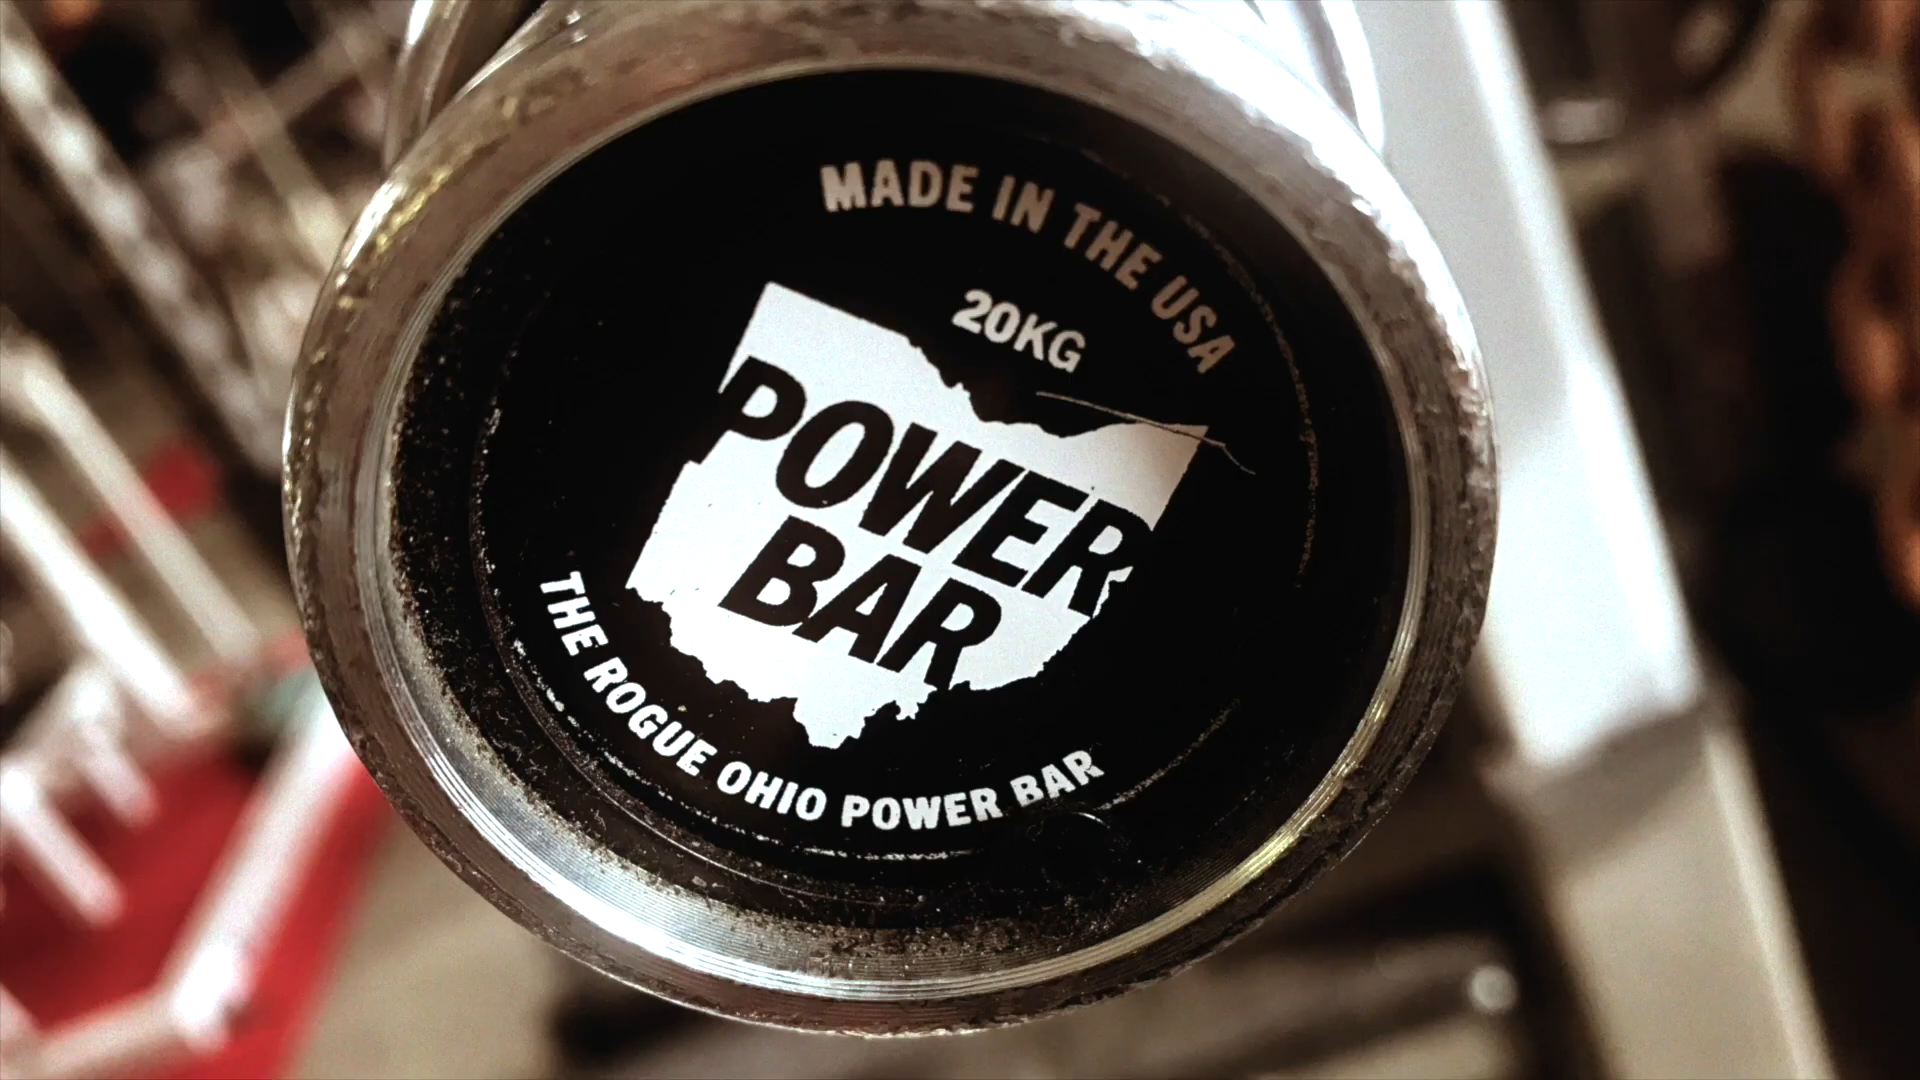 MADE IN THE USA
20KG
POWER
BAR
THE ROGUE OHIO POWER BAR